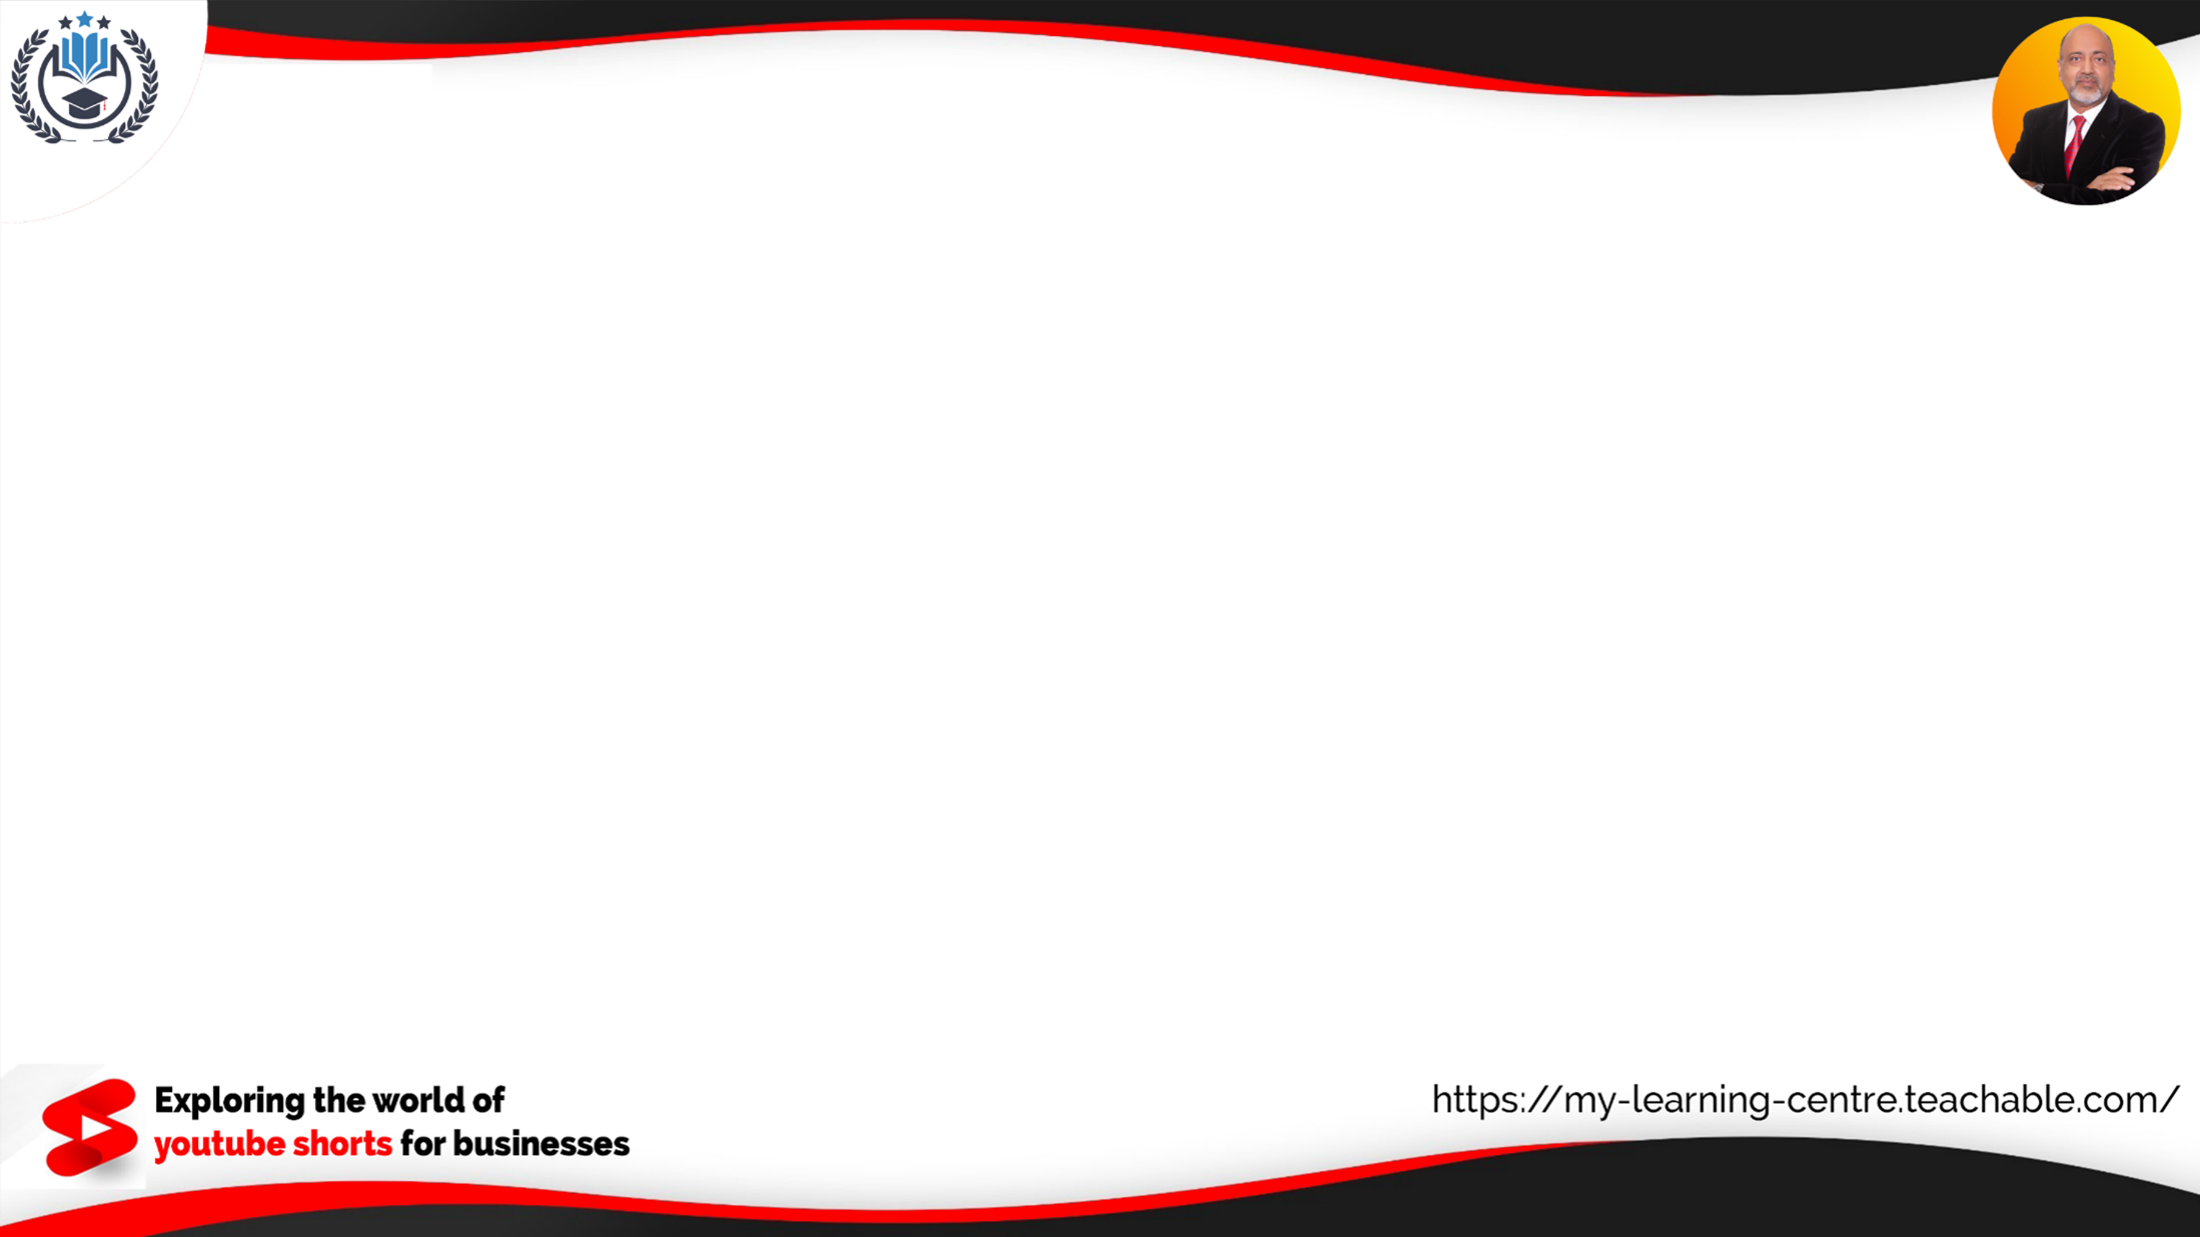 Exploring the world of
youtube shorts for businesses
https://my-learning-centre.teachable.com/